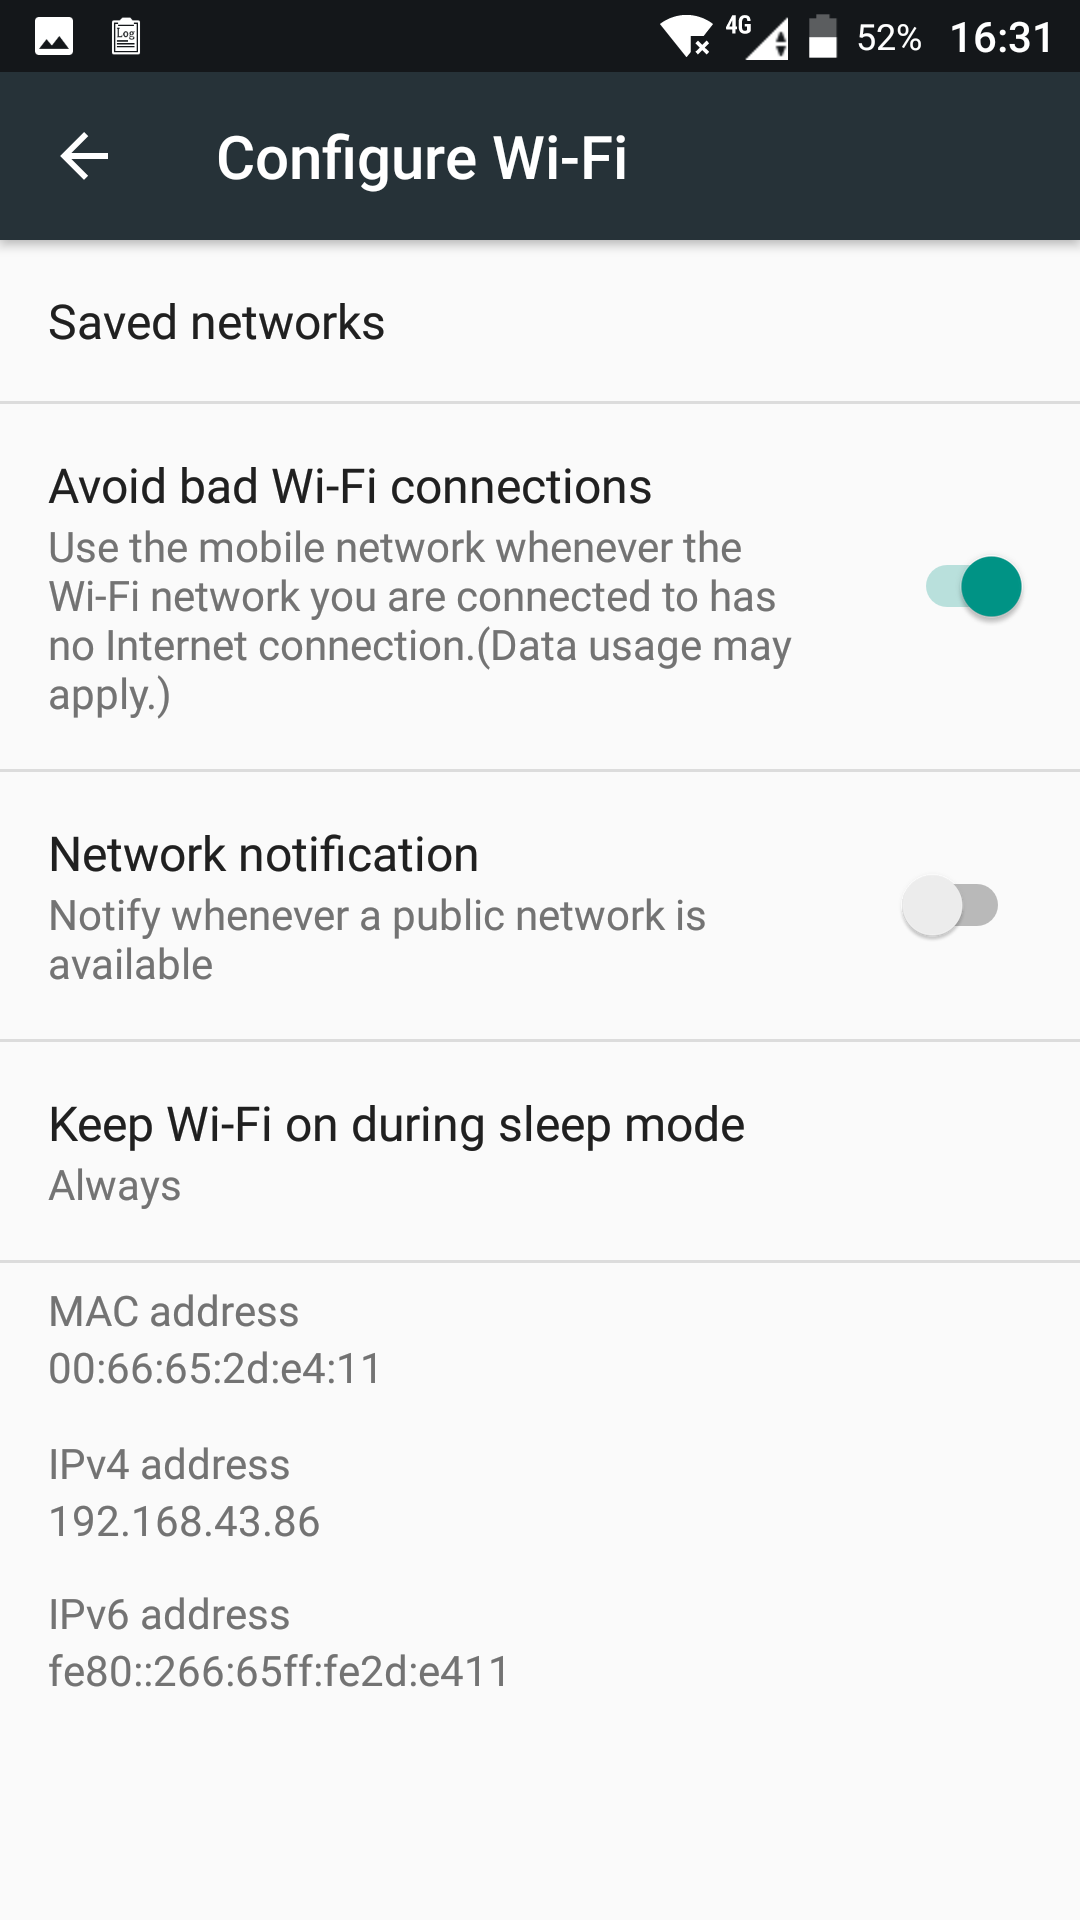 Log
4G
52%
16:31
Configure Wi-Fi
Saved networks
Avoid bad Wi-Fi connections
Use the mobile network whenever the
Wi-Fi network you are connected to has
no Internet connection.(Data usage may
apply.)
Network notification
Notify whenever a public network is
available
Keep Wi-Fi on during sleep mode
Always
MAC address
00:66:65:2d:e4:11
IPv4 address
192.168.43.86
IPv6 address
fe80::266:65ff:fe2d:e411